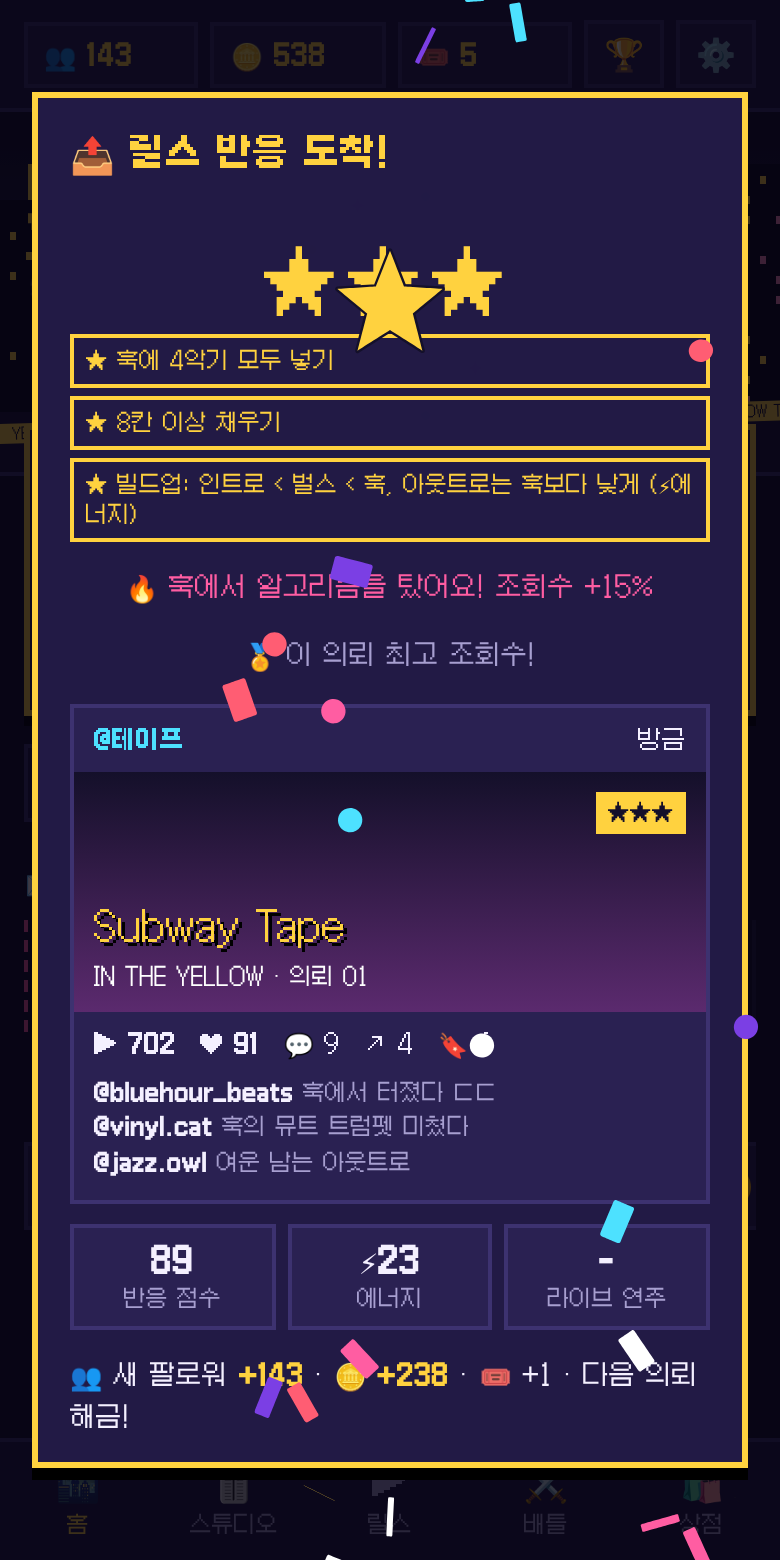 143 538 5
릴스 반응 도착!
★ 훅에 4악기 모두 넣기
★ 8칸 이상 채우기
★ 빌드업: 인트로 < 벌스 < 훅, 아웃트로는 훅보다 낮게 (⚡에
너지)
🔥 훅에서 알고리즘을 탔어요! 조회수 +15%
🏅 이 의뢰 최고 조회수!
@테이프 방금
★★★
Subway Tape
IN THE YELLOW · 의뢰 01
▶ 702 ♥ 91 💬 9 ↗ 4 🔖
@bluehour_beats 훅에서 터졌다 ㄷㄷ
@vinyl.cat 훅의 뮤트 트럼펫 미쳤다
@jazz.owl 여운 남는 아웃트로
89 ⚡23 -
반응 점수 에너지 라이브 연주
👥 새 팔로워 +143 · 🪙 +238 · 🎟️ +1 · 다음 의뢰
해금!
홈 스튜디오 릴스 배틀 상점